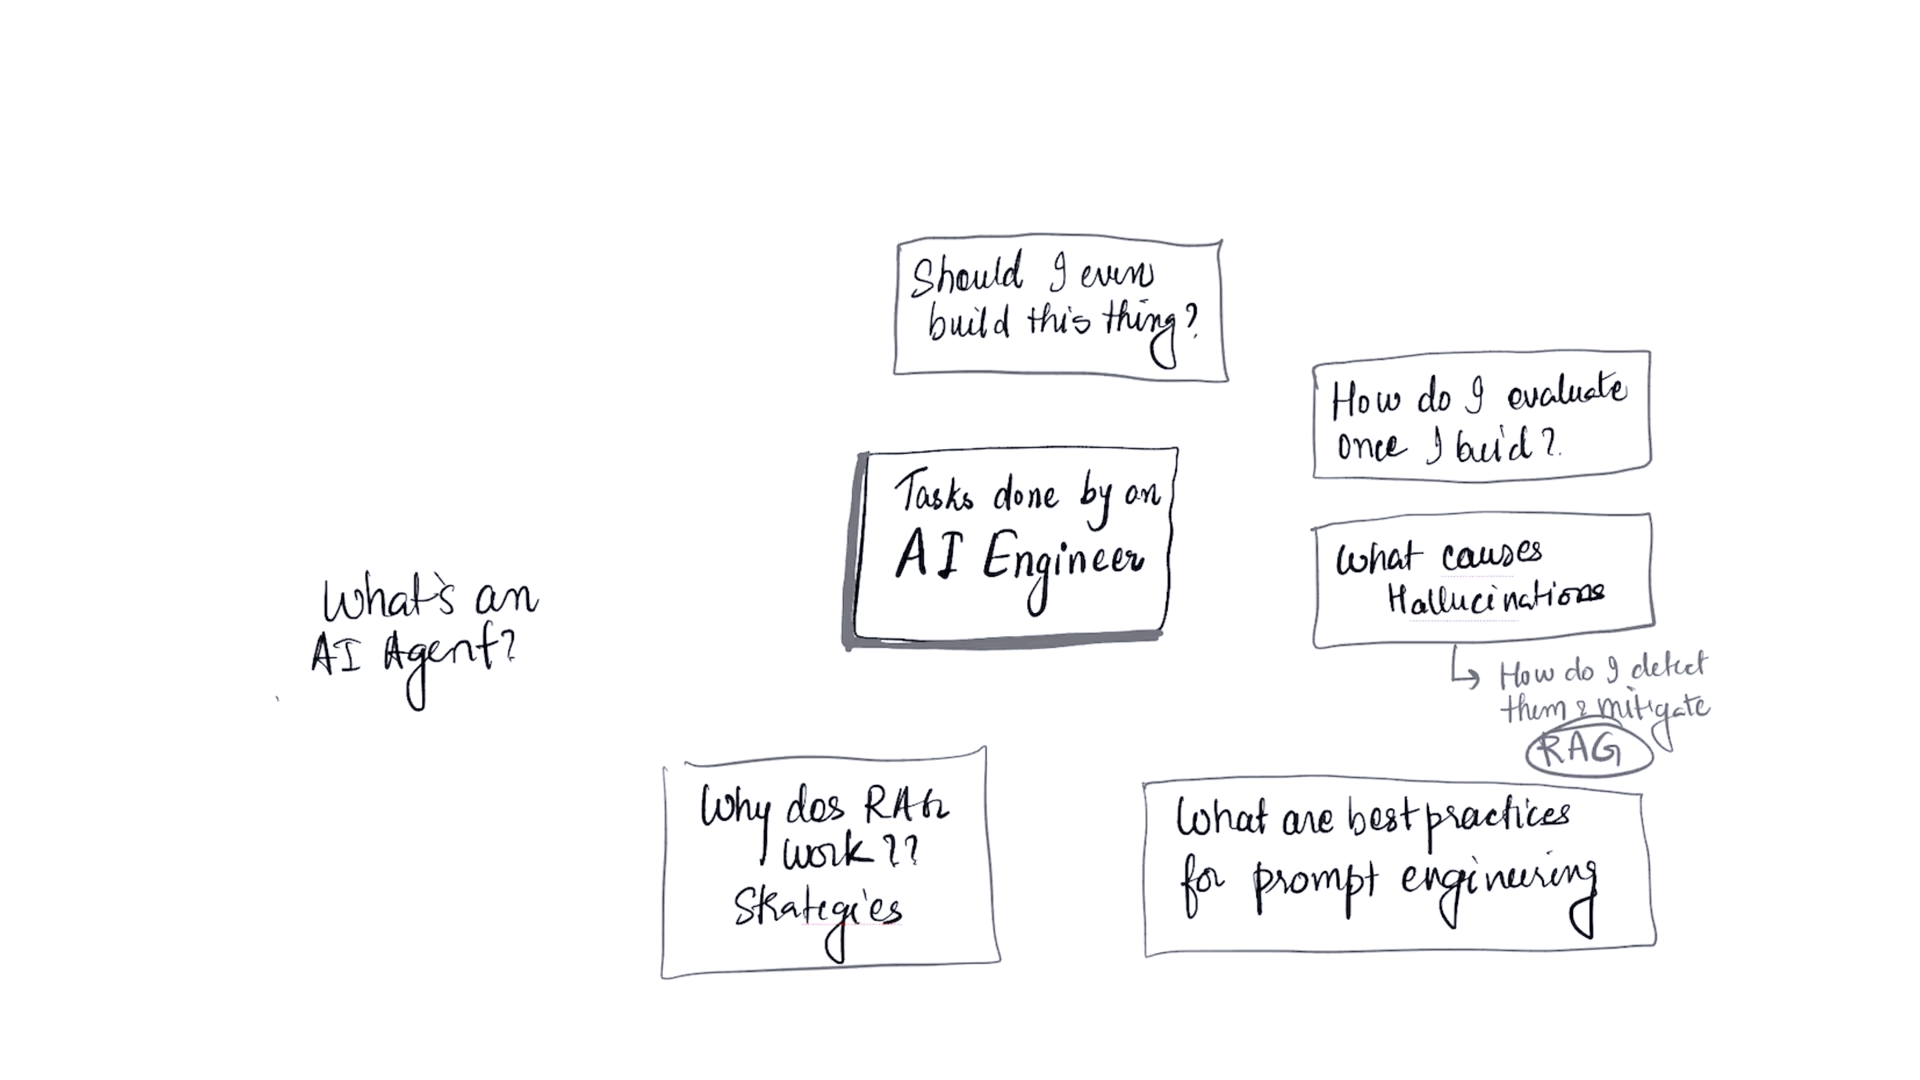 Should I even
build this thing?
How do I evaluate
once I buid?
Tasks done by an
AI Engineer
What causes
Hallucinations
How do I detect
them & mitigate
RAG
What's an
AI Agent?
Why does RAG
work??
Strategies
What are best practices
for prompt engineering